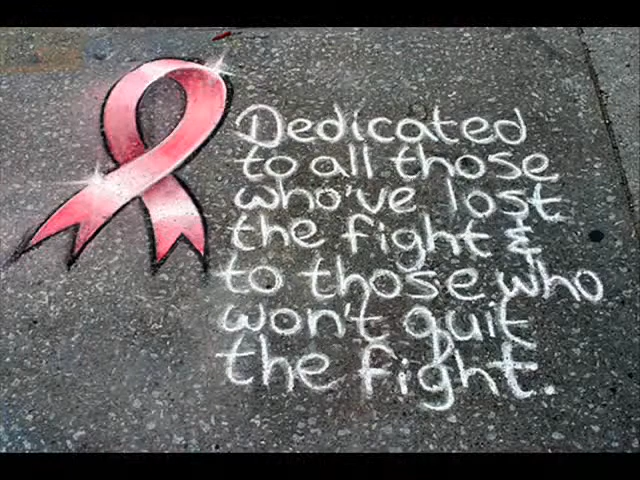 Dedicated
to all those
who've lost
the fight &
to those who
won't quit
the fight.